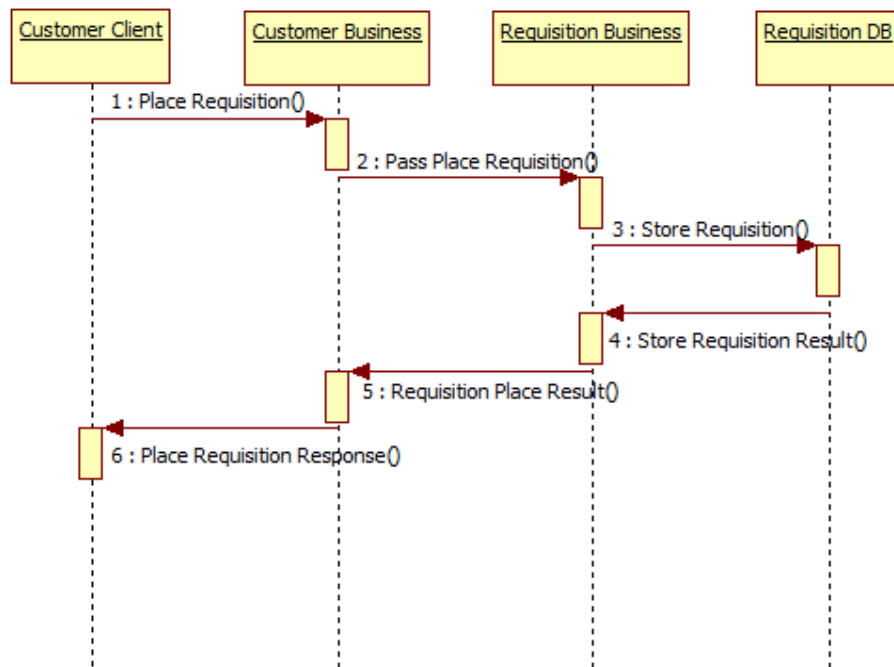 Customer Client
Customer Business
Requisition Business
Requisition DB
1 : Place Requisition()
2 : Pass Place Requisition()
3 : Store Requisition()
4 : Store Requisition Result()
5 : Requisition Place Result()
6 : Place Requisition Response()